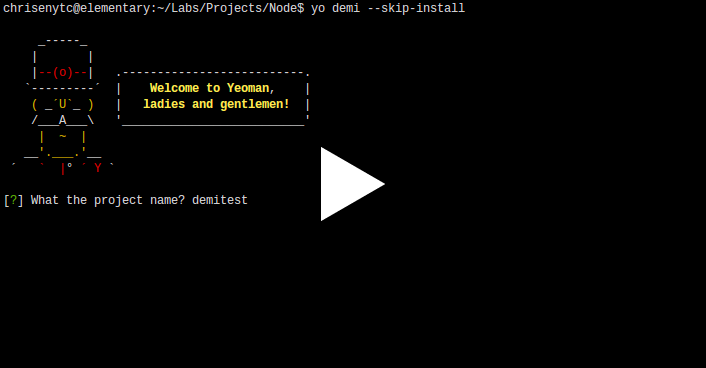 chrisenytc@elementary:~/Labs/Projects/Node$ yo demi --skip-install
     _-----_
    |       |
    |--(o)--|   .--------------------------.
   `---------´  |    Welcome to Yeoman,    |
    ( _´U`_ )   |   ladies and gentlemen!  |
    /___A___\   '__________________________'
     |  ~  |
   __'.___.'__
 ´   `  |° ´ Y `
[?] What the project name? demitest